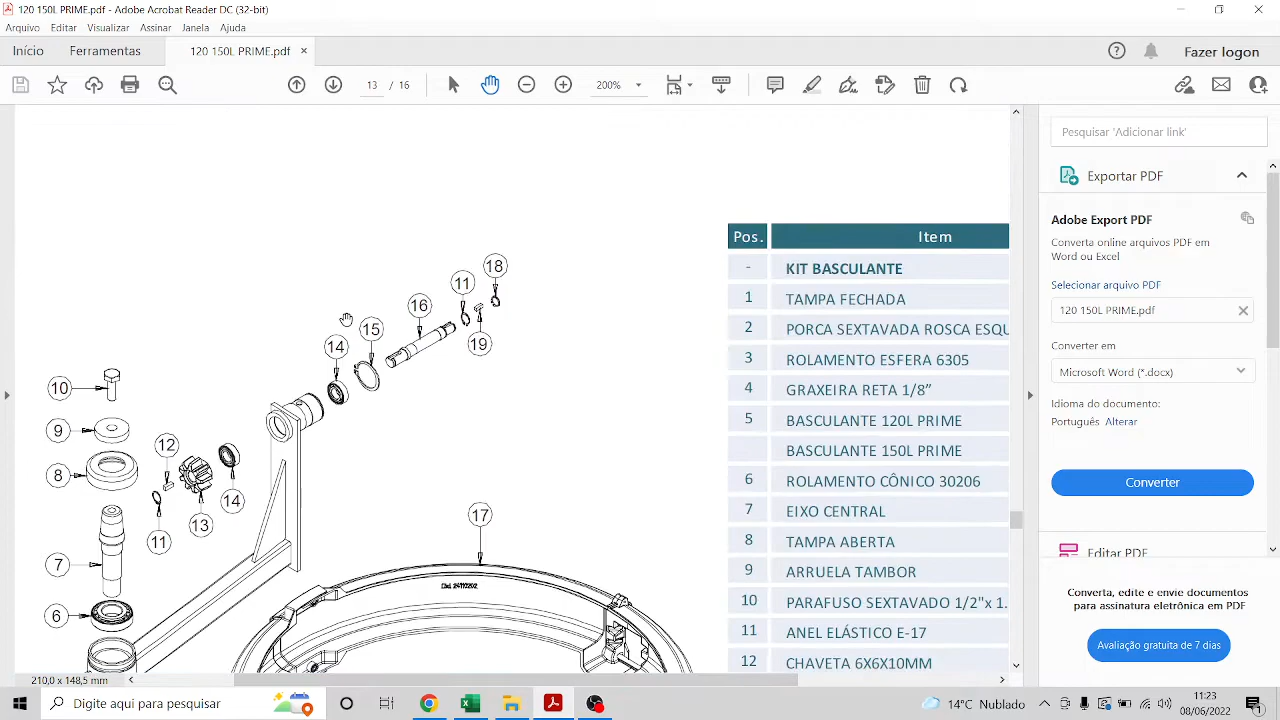 120 150L PRIME.pdf - Adobe Acrobat Reader DC (32-bit)
Arquivo Editar Visualizar Assinar Janela Ajuda
Início Ferramentas 120 150L PRIME.pdf × Fazer logon
13 / 16 200%
Pesquisar 'Adicionar link'
Exportar PDF
Adobe Export PDF
Converta online arquivos PDF em
Word ou Excel
Selecionar arquivo PDF
120 150L PRIME.pdf
Converter em
Microsoft Word (*.docx)
Idioma do documento:
Português Alterar
Converter
Editar PDF
Converta, edite e envie documentos
para assinatura eletrônica em PDF
Avaliação gratuita de 7 dias
Pos. Item
- KIT BASCULANTE
1 TAMPA FECHADA
2 PORCA SEXTAVADA ROSCA ESQU
3 ROLAMENTO ESFERA 6305
4 GRAXEIRA RETA 1/8”
5 BASCULANTE 120L PRIME
BASCULANTE 150L PRIME
6 ROLAMENTO CÔNICO 30206
7 EIXO CENTRAL
8 TAMPA ABERTA
9 ARRUELA TAMBOR
10 PARAFUSO SEXTAVADO 1/2"x 1.
11 ANEL ELÁSTICO E-17
12 CHAVETA 6X6X10MM
18
11
16
19
15
14
10
9
12
8
14
13
11
17
7
6
210,0 x 148,5 mm
Digite aqui para pesquisar
14°C Nublado
11:23
08/06/2022